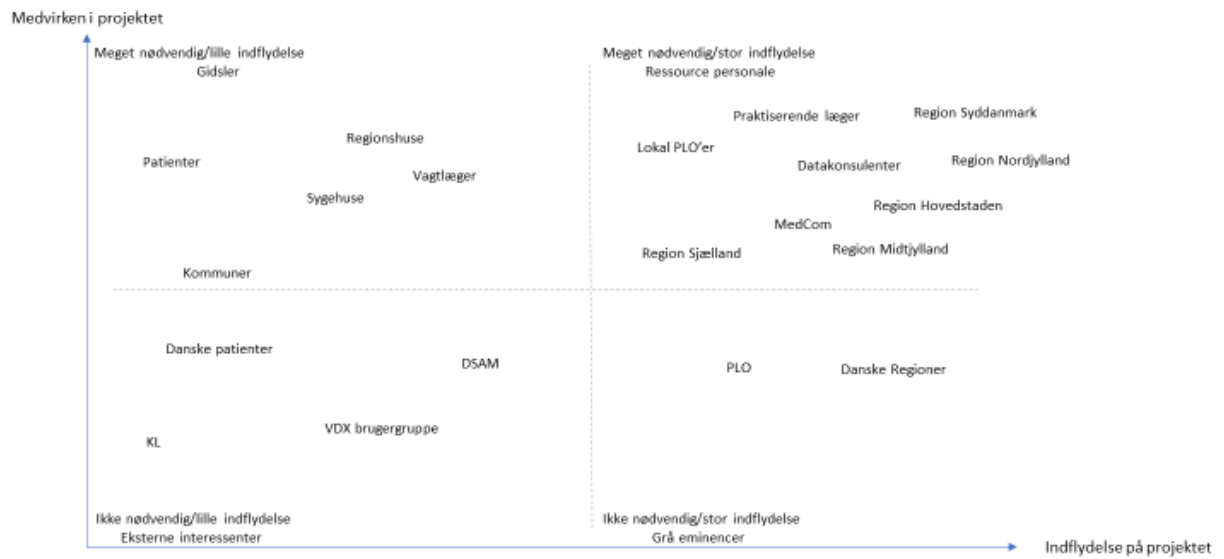 Medvirken i projektet
Meget nødvendig/lille indflydelse
Gidsler
Meget nødvendig/stor indflydelse
Ressource personale
Praktiserende læger
Region Syddanmark
Regionshuse
Lokal PLO'er
Patienter
Datakonsulenter
Region Nordjylland
Vagtlæger
Sygehuse
Region Hovedstaden
MedCom
Region Sjælland
Region Midtjylland
Kommuner
Danske patienter
DSAM
PLO
Danske Regioner
VDX brugergruppe
KL
Ikke nødvendig/lille indflydelse
Eksterne interessenter
Ikke nødvendig/stor indflydelse
Grå eminencer
Indflydelse på projektet